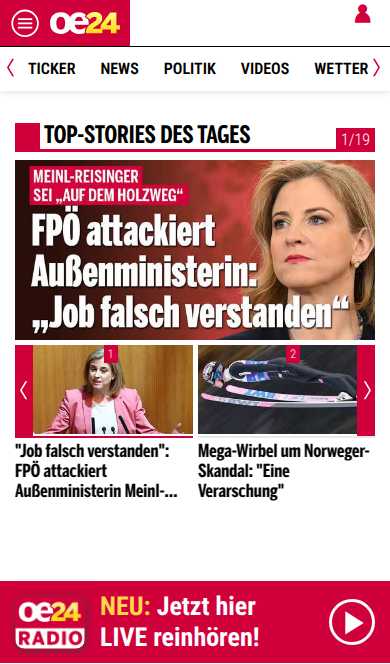 oe24
TICKER NEWS POLITIK VIDEOS WETTER
TOP-STORIES DES TAGES
1/19
MEINL-REISINGER
SEI „AUF DEM HOLZWEG“
FPÖ attackiert
Außenministerin:
„Job falsch verstanden“
1
2
"Job falsch verstanden":
FPÖ attackiert
Außenministerin Meinl-...
Mega-Wirbel um Norweger-
Skandal: "Eine
Verarschung"
oe24
RADIO
NEU: Jetzt hier
LIVE reinhören!